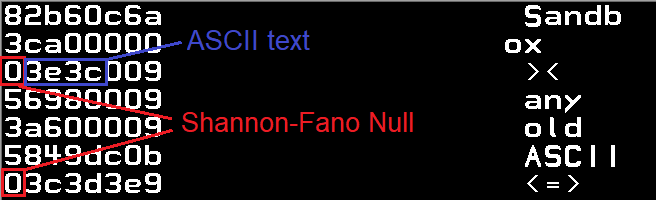 82b60c6a Sandb
3ca00000 ox
03e3c009 ><
56980009 any
3a600009 old
5849dc0b ASCII
03c3d3e9 <=>
ASCII text
Shannon-Fano Null